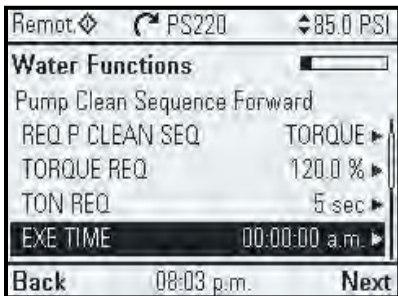 Remot. PS220 85.0 PSI
Water Functions
Pump Clean Sequence Forward
REQ P CLEAN SEQ TORQUE
TORQUE REQ 120.0 %
TON REQ 5 sec
EXE TIME 00:00:00 a.m.
Back 08:03 p.m. Next